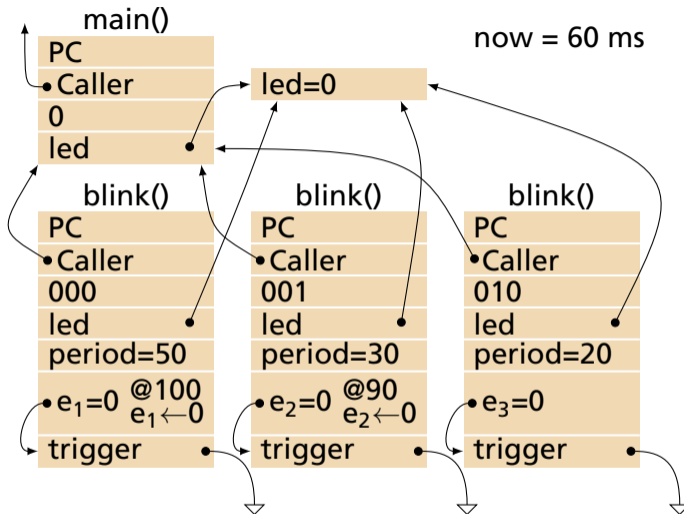 main()
PC
Caller
0
led
led=0
now = 60 ms
blink()
PC
Caller
000
led
period=50
e₁=0 @100
e₁←0
trigger
blink()
PC
Caller
001
led
period=30
e₂=0 @90
e₂←0
trigger
blink()
PC
Caller
010
led
period=20
e₃=0
trigger